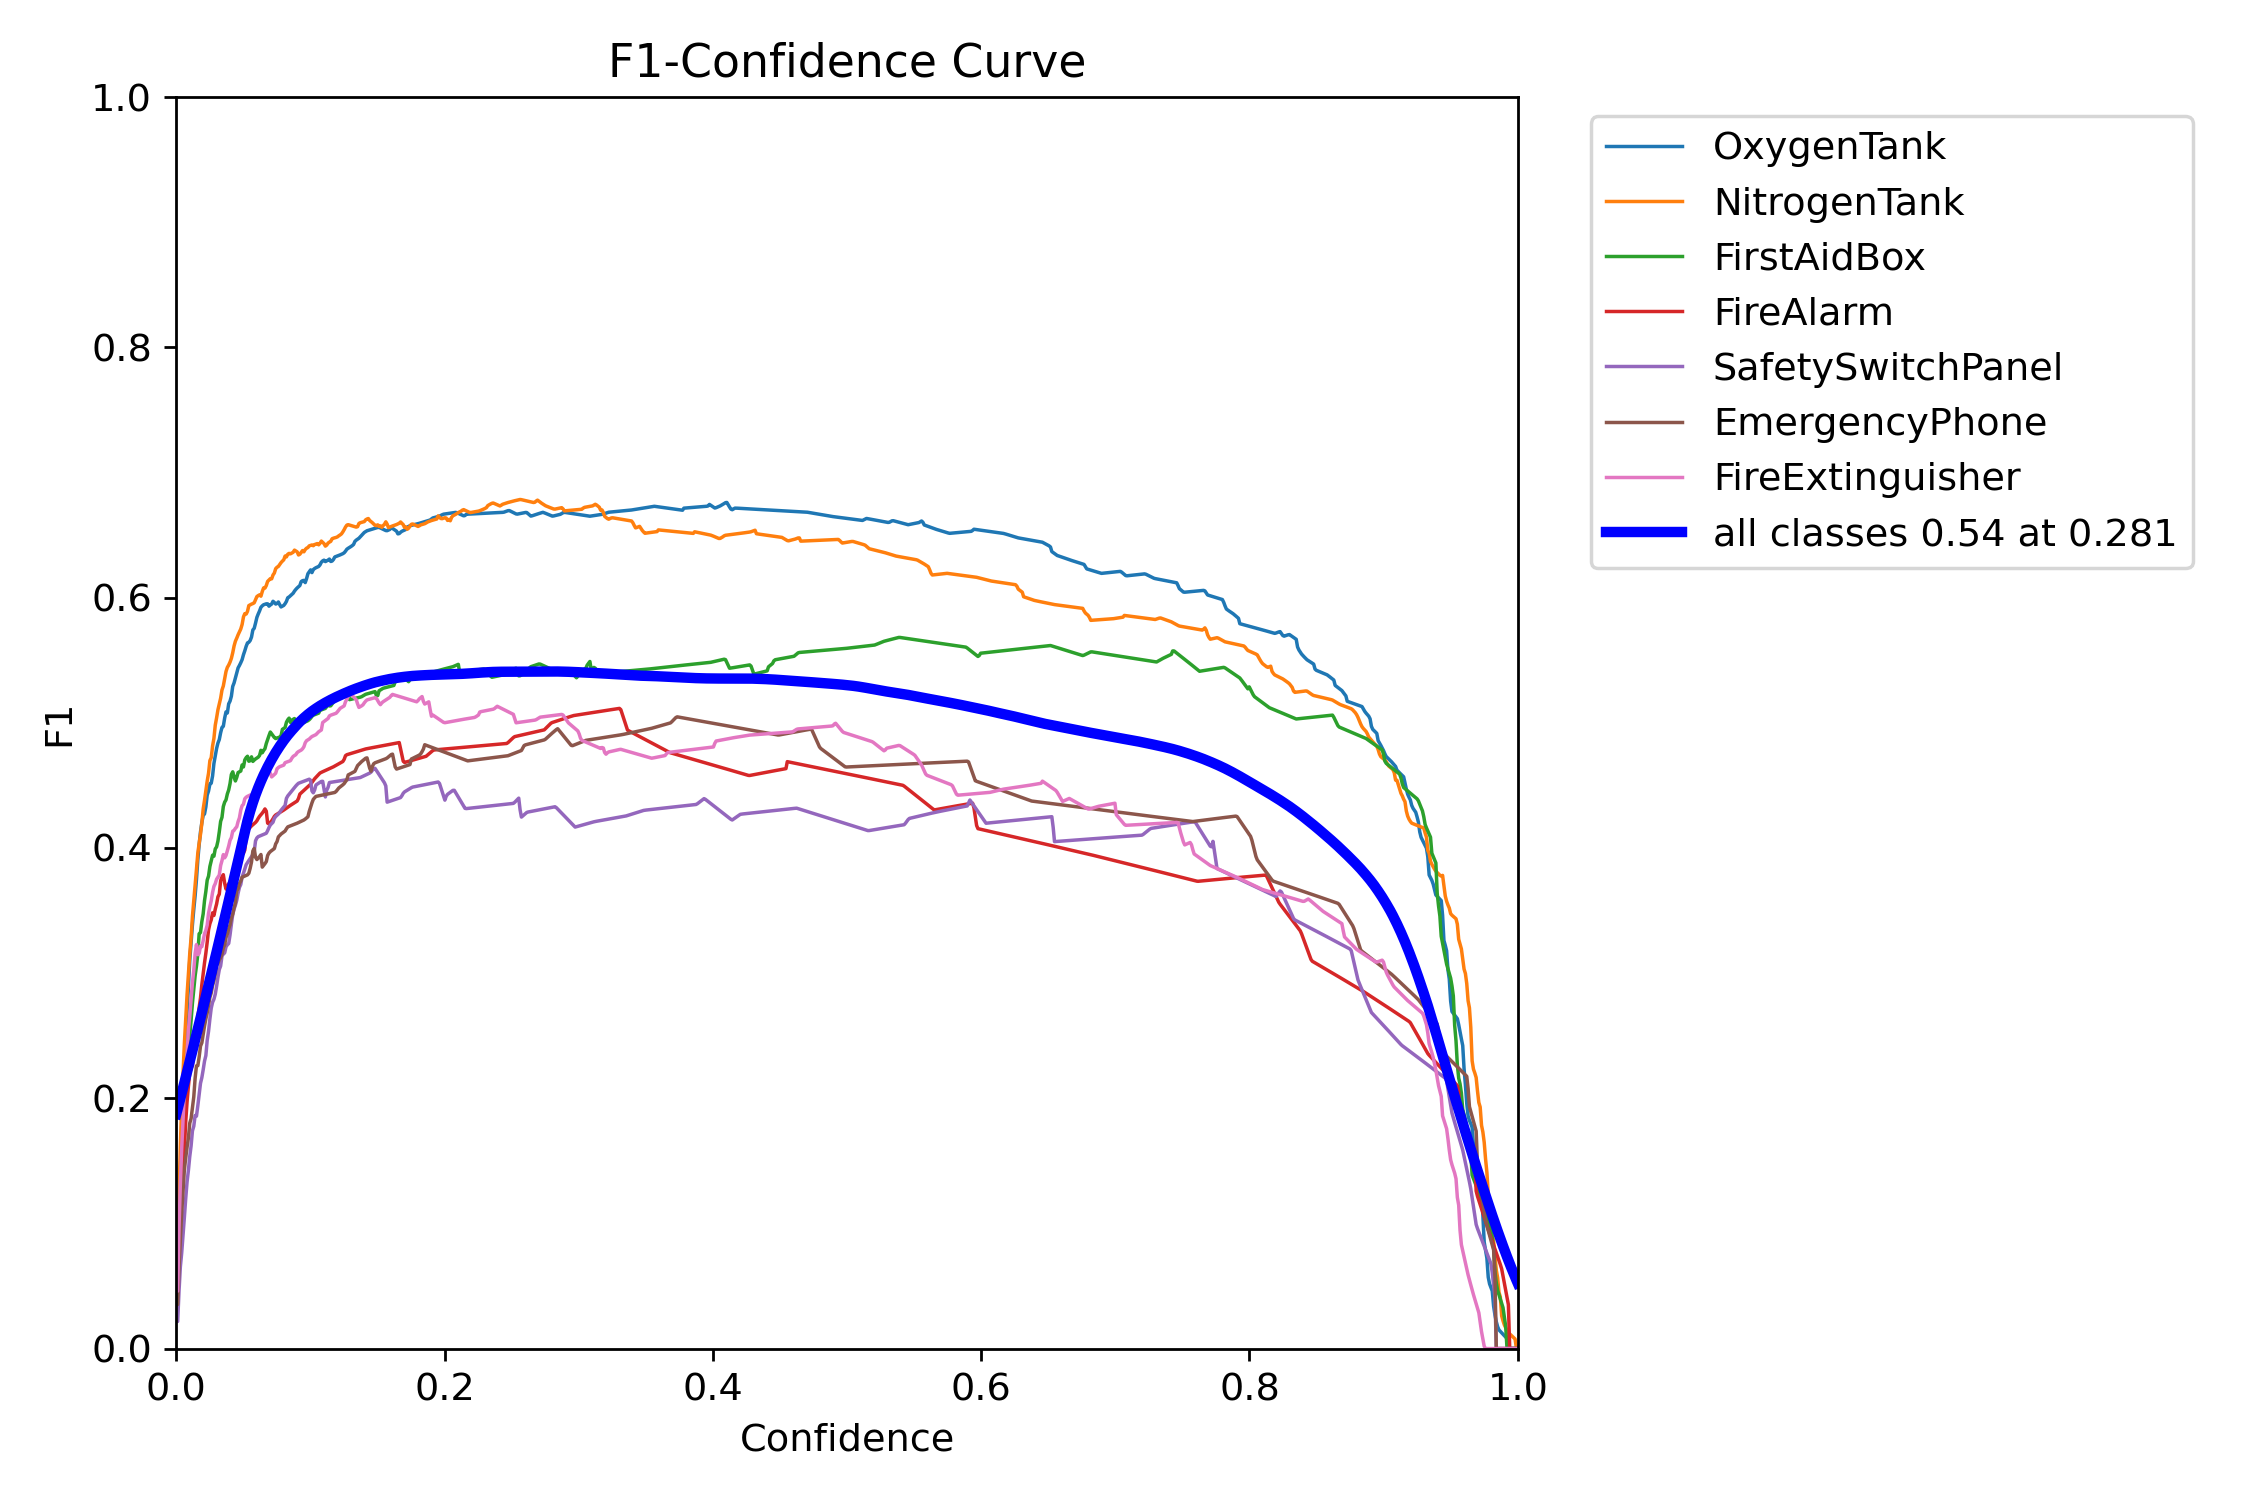 F1-Confidence Curve
1.0
0.8
0.6
0.4
0.2
0.0
F1
0.0 0.2 0.4 0.6 0.8 1.0
Confidence
OxygenTank
NitrogenTank
FirstAidBox
FireAlarm
SafetySwitchPanel
EmergencyPhone
FireExtinguisher
all classes 0.54 at 0.281